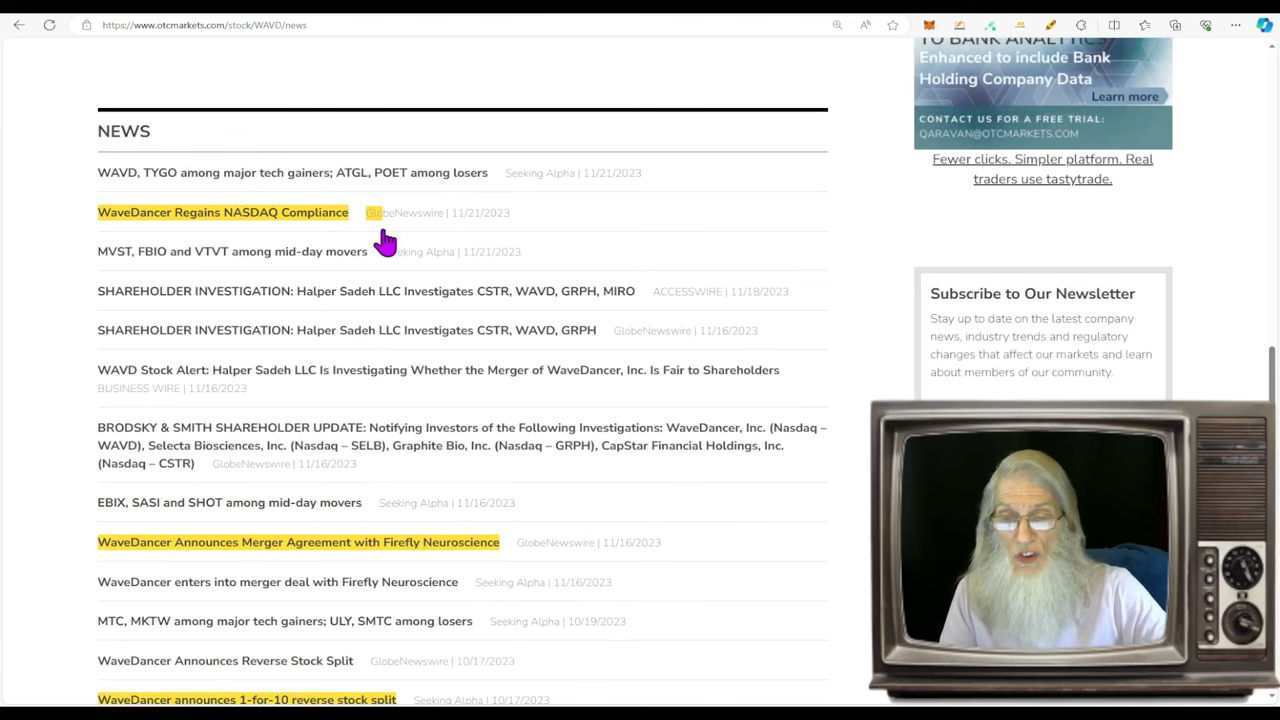 https://www.otcmarkets.com/stock/WAVD/news
TO BANK ANALYTICS
Enhanced to include Bank
Holding Company Data
Learn more
CONTACT US FOR A FREE TRIAL:
QARAVAN@OTCMARKETS.COM
Fewer clicks. Simpler platform. Real
traders use tastytrade.
NEWS
WAVD, TYGO among major tech gainers; ATGL, POET among losers Seeking Alpha | 11/21/2023
WaveDancer Regains NASDAQ Compliance GlobeNewswire | 11/21/2023
MVST, FBIO and VTVT among mid-day movers Seeking Alpha | 11/21/2023
SHAREHOLDER INVESTIGATION: Halper Sadeh LLC Investigates CSTR, WAVD, GRPH, MIRO ACCESSWIRE | 11/18/2023
SHAREHOLDER INVESTIGATION: Halper Sadeh LLC Investigates CSTR, WAVD, GRPH GlobeNewswire | 11/16/2023
WAVD Stock Alert: Halper Sadeh LLC Is Investigating Whether the Merger of WaveDancer, Inc. Is Fair to Shareholders
BUSINESS WIRE | 11/16/2023
BRODSKY & SMITH SHAREHOLDER UPDATE: Notifying Investors of the Following Investigations: WaveDancer, Inc. (Nasdaq –
WAVD), Selecta Biosciences, Inc. (Nasdaq – SELB), Graphite Bio, Inc. (Nasdaq – GRPH), CapStar Financial Holdings, Inc.
(Nasdaq – CSTR) GlobeNewswire | 11/16/2023
EBIX, SASI and SHOT among mid-day movers Seeking Alpha | 11/16/2023
WaveDancer Announces Merger Agreement with Firefly Neuroscience GlobeNewswire | 11/16/2023
WaveDancer enters into merger deal with Firefly Neuroscience Seeking Alpha | 11/16/2023
MTC, MKTW among major tech gainers; ULY, SMTC among losers Seeking Alpha | 10/19/2023
WaveDancer Announces Reverse Stock Split GlobeNewswire | 10/17/2023
WaveDancer announces 1-for-10 reverse stock split Seeking Alpha | 10/17/2023
Subscribe to Our Newsletter
Stay up to date on the latest company
news, industry trends and regulatory
changes that affect our markets and learn
about members of our community.